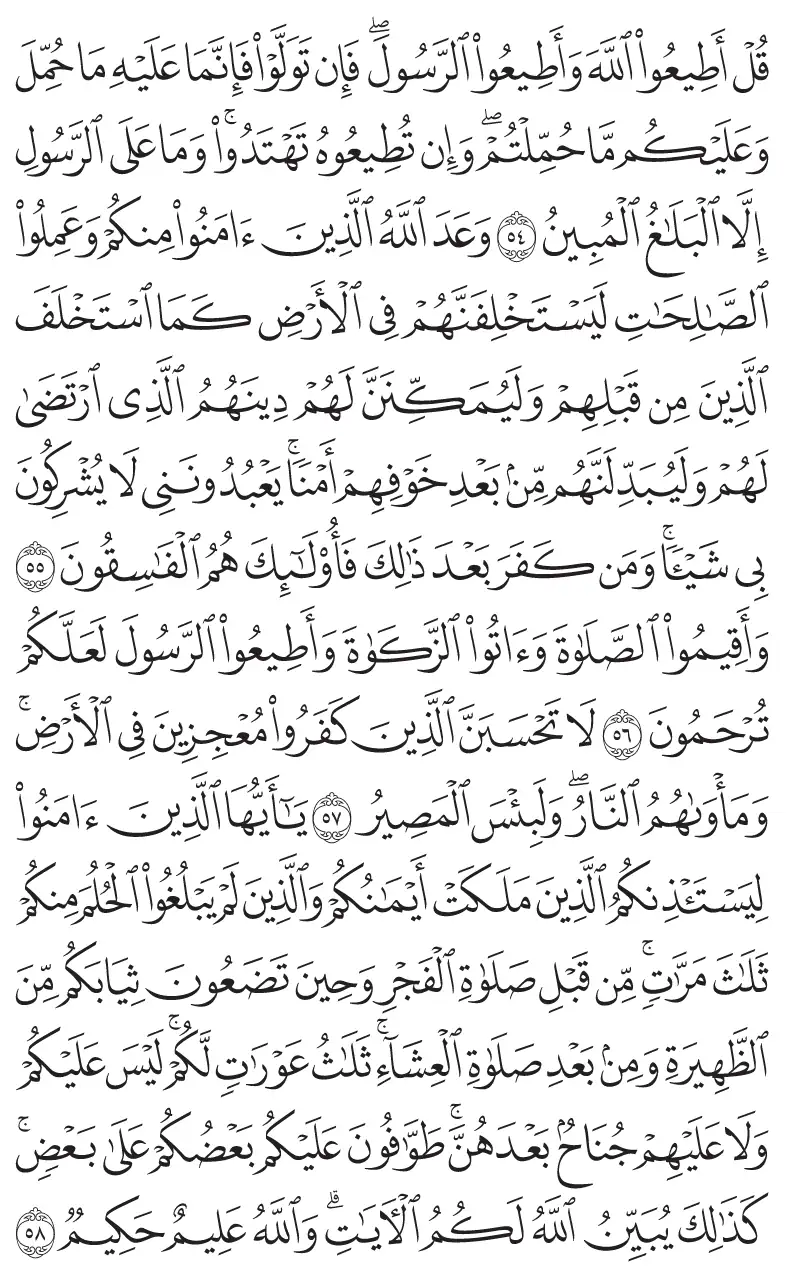 قُلۡ أَطِيعُواْ ٱللَّهَ وَأَطِيعُواْ ٱلرَّسُولَۖ فَإِن تَوَلَّوۡاْ فَإِنَّمَا عَلَيۡهِ مَا حُمِّلَ
وَعَلَيۡكُم مَّا حُمِّلۡتُمۡۖ وَإِن تُطِيعُوهُ تَهۡتَدُواْۚ وَمَا عَلَى ٱلرَّسُولِ
إِلَّا ٱلۡبَلَٰغُ ٱلۡمُبِينُ ٥٤ وَعَدَ ٱللَّهُ ٱلَّذِينَ ءَامَنُواْ مِنكُمۡ وَعَمِلُواْ
ٱلصَّٰلِحَٰتِ لَيَسۡتَخۡلِفَنَّهُمۡ فِي ٱلۡأَرۡضِ كَمَا ٱسۡتَخۡلَفَ
ٱلَّذِينَ مِن قَبۡلِهِمۡ وَلَيُمَكِّنَنَّ لَهُمۡ دِينَهُمُ ٱلَّذِي ٱرۡتَضَىٰ
لَهُمۡ وَلَيُبَدِّلَنَّهُم مِّنۢ بَعۡدِ خَوۡفِهِمۡ أَمۡنٗاۚ يَعۡبُدُونَنِي لَا يُشۡرِكُونَ
بِي شَيۡـٔٗاۚ وَمَن كَفَرَ بَعۡدَ ذَٰلِكَ فَأُوْلَٰٓئِكَ هُمُ ٱلۡفَٰسِقُونَ ٥٥
وَأَقِيمُواْ ٱلصَّلَوٰةَ وَءَاتُواْ ٱلزَّكَوٰةَ وَأَطِيعُواْ ٱلرَّسُولَ لَعَلَّكُمۡ
تُرۡحَمُونَ ٥٦ لَا تَحۡسَبَنَّ ٱلَّذِينَ كَفَرُواْ مُعۡجِزِينَ فِي ٱلۡأَرۡضِۚ
وَمَأۡوَىٰهُمُ ٱلنَّارُۖ وَلَبِئۡسَ ٱلۡمَصِيرُ ٥٧ يَٰٓأَيُّهَا ٱلَّذِينَ ءَامَنُواْ
لِيَسۡتَـٔۡذِنكُمُ ٱلَّذِينَ مَلَكَتۡ أَيۡمَٰنُكُمۡ وَٱلَّذِينَ لَمۡ يَبۡلُغُواْ ٱلۡحُلُمَ مِنكُمۡ
ثَلَٰثَ مَرَّٰتٖۚ مِّن قَبۡلِ صَلَوٰةِ ٱلۡفَجۡرِ وَحِينَ تَضَعُونَ ثِيَابَكُم مِّنَ
ٱلظَّهِيرَةِ وَمِنۢ بَعۡدِ صَلَوٰةِ ٱلۡعِشَآءِۚ ثَلَٰثُ عَوۡرَٰتٖ لَّكُمۡۚ لَيۡسَ عَلَيۡكُمۡ
وَلَا عَلَيۡهِمۡ جُنَاحُۢ بَعۡدَهُنَّۚ طَوَّٰفُونَ عَلَيۡكُم بَعۡضُكُمۡ عَلَىٰ بَعۡضٖۚ
كَذَٰلِكَ يُبَيِّنُ ٱللَّهُ لَكُمُ ٱلۡأٓيَٰتِۗ وَٱللَّهُ عَلِيمٌ حَكِيمٞ ٥٨